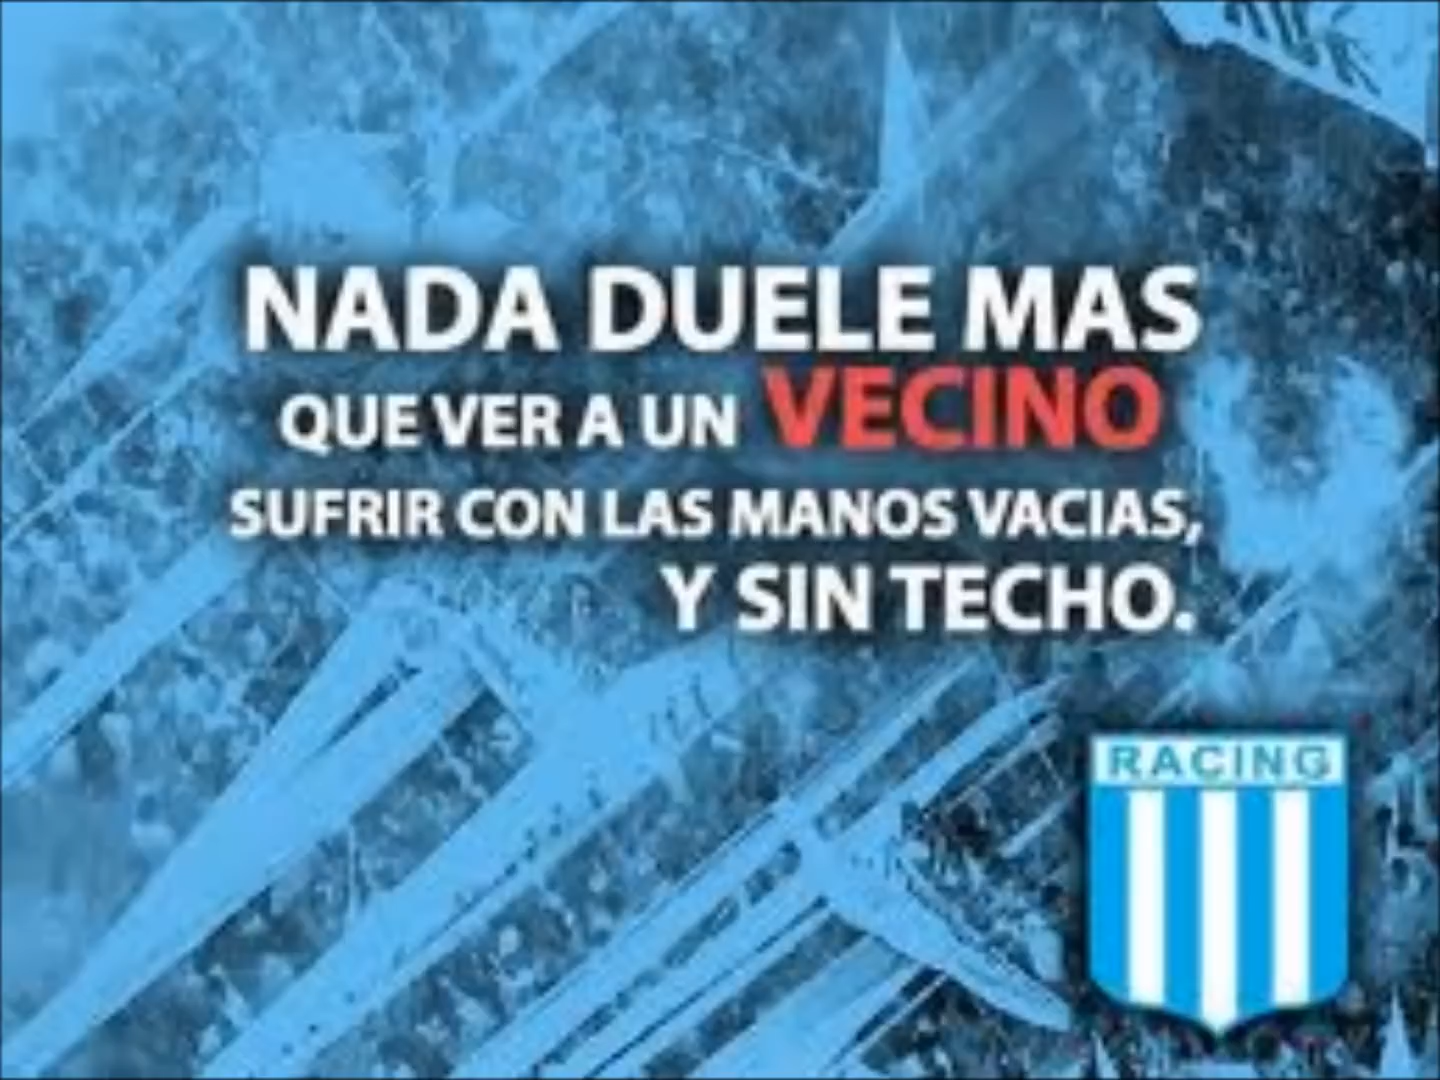 NADA DUELE MAS
QUE VER A UN VECINO
SUFRIR CON LAS MANOS VACIAS,
Y SIN TECHO.
RACING